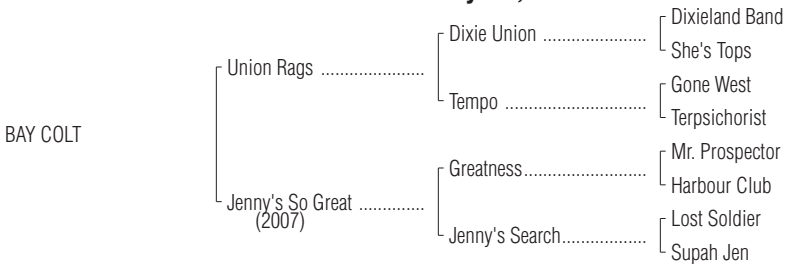 Dixieland Band
Dixie Union ......................
She's Tops
Union Rags ......................
Gone West
Tempo ..............................
Terpsichorist
BAY COLT
Mr. Prospector
Greatness..........................
Harbour Club
Jenny's So Great ..............
(2007)
Lost Soldier
Jenny's Search..................
Supah Jen